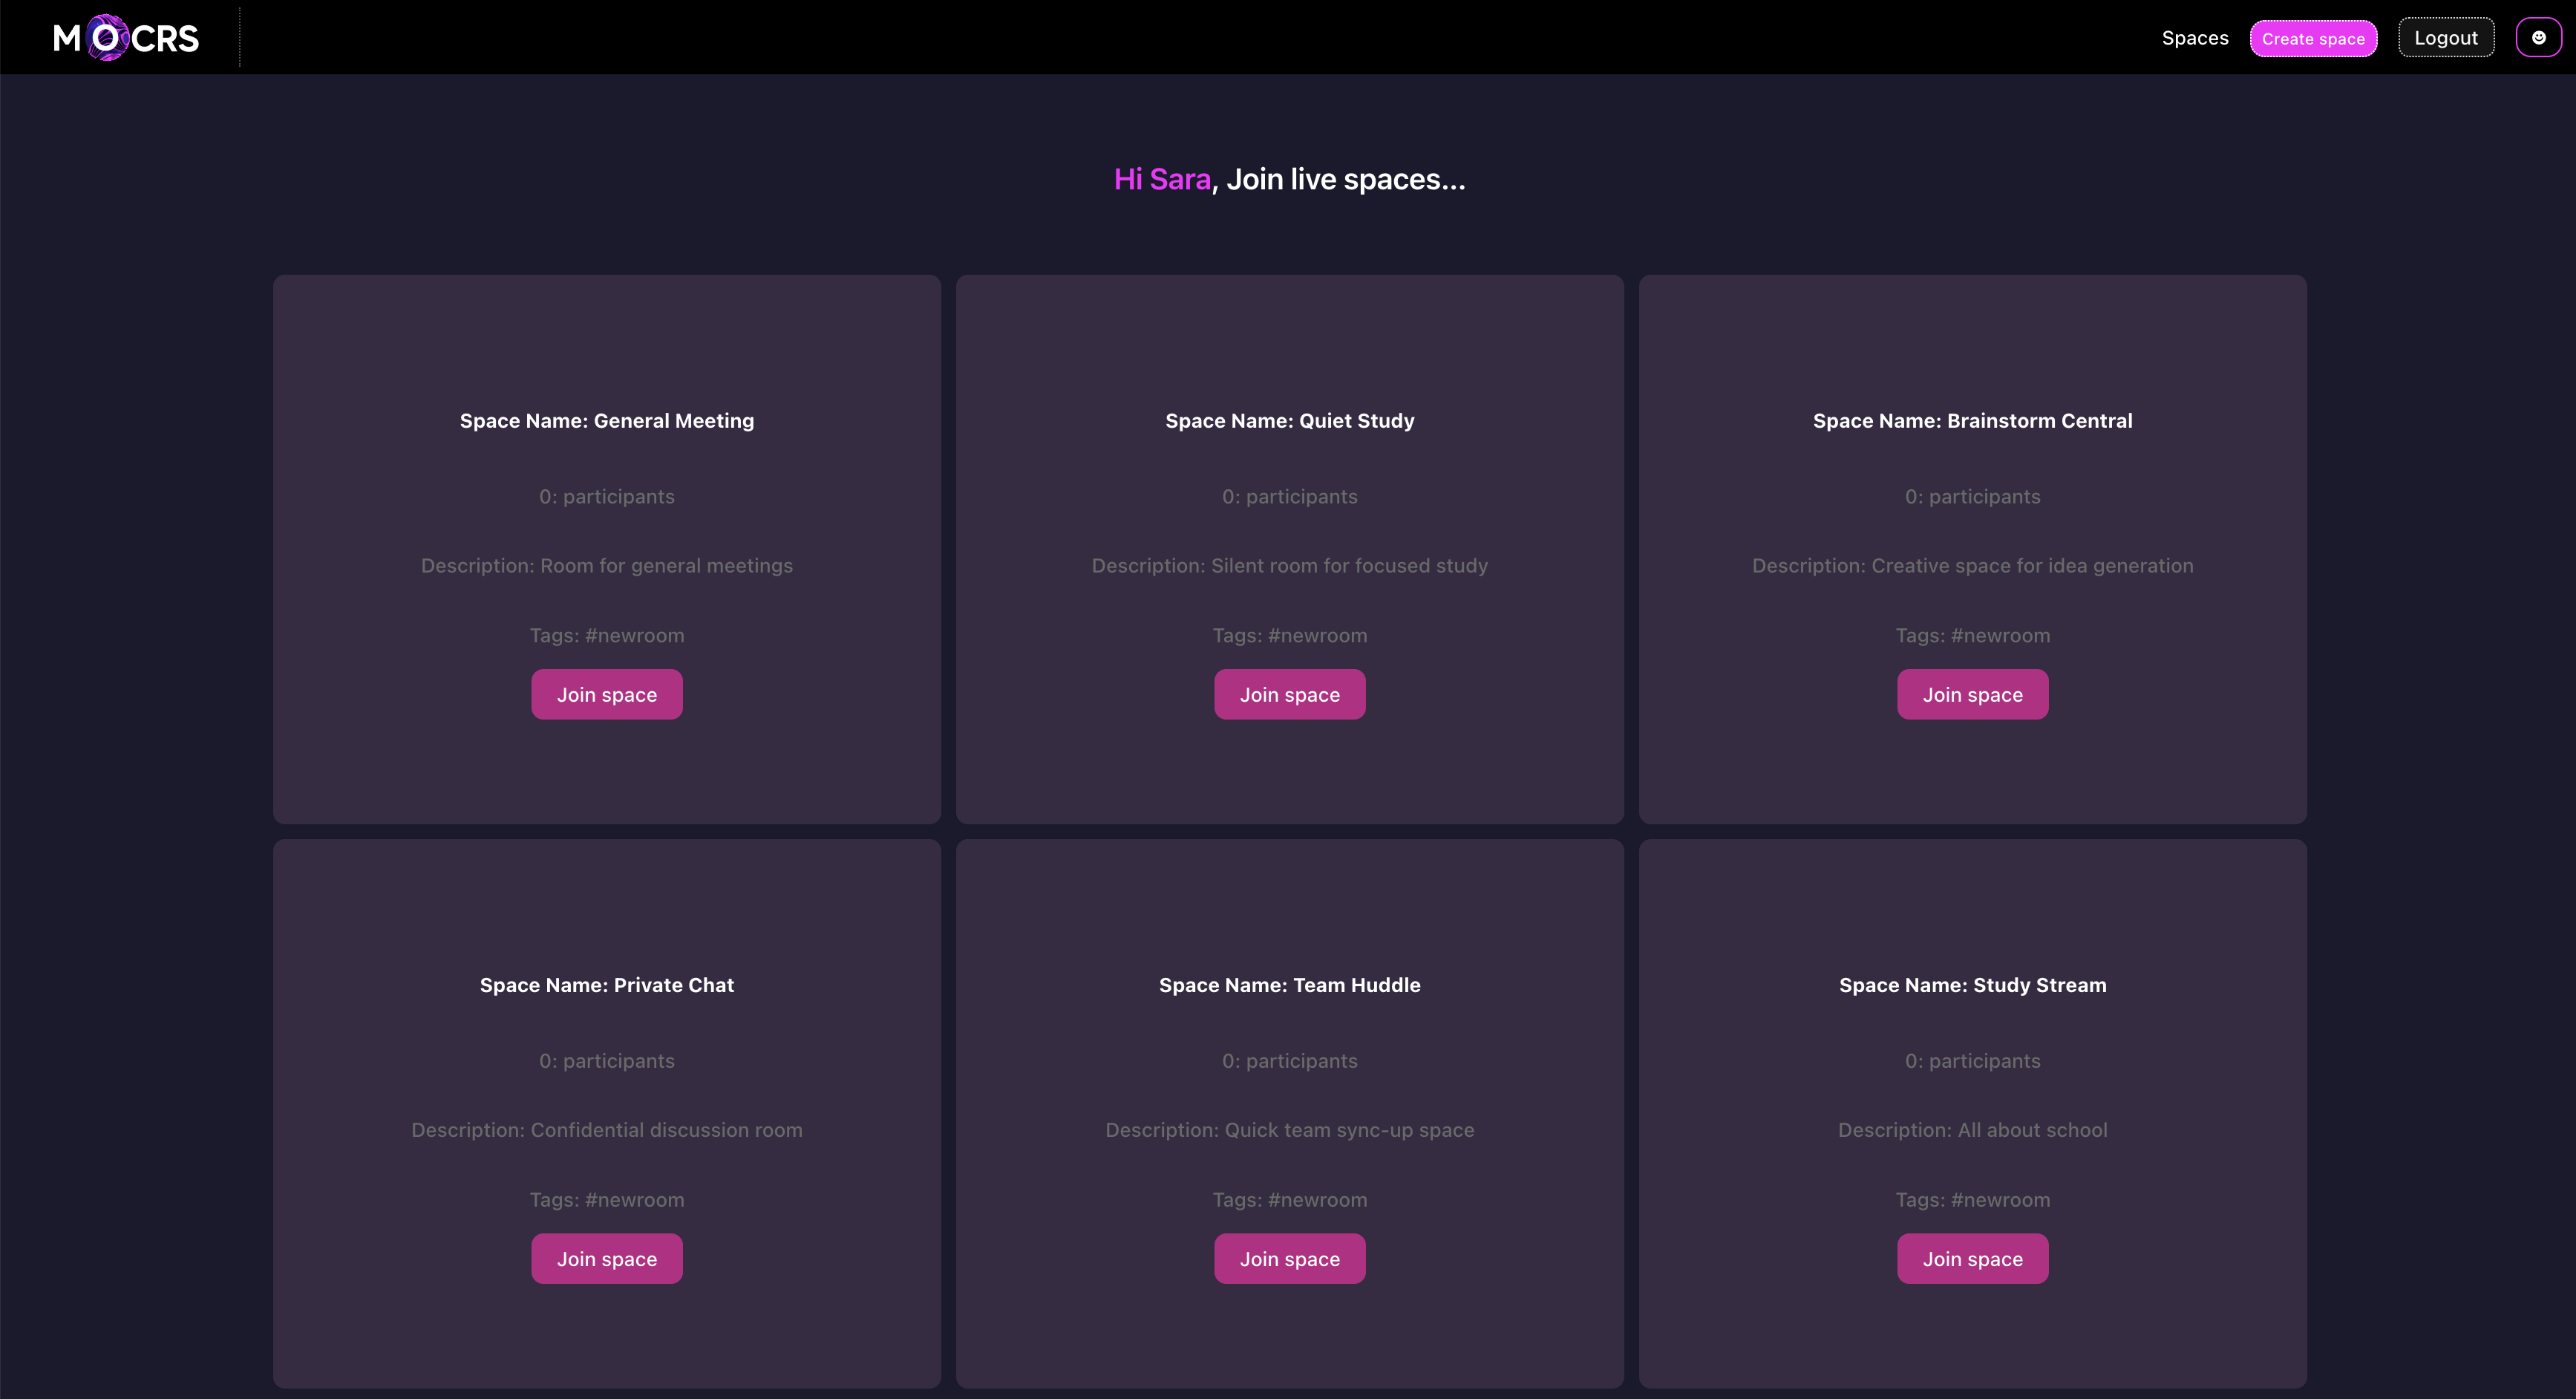 MOCRS
Spaces
Create space
Logout
Hi Sara, Join live spaces...
Space Name: General Meeting
0: participants
Description: Room for general meetings
Tags: #newroom
Join space
Space Name: Quiet Study
0: participants
Description: Silent room for focused study
Tags: #newroom
Join space
Space Name: Brainstorm Central
0: participants
Description: Creative space for idea generation
Tags: #newroom
Join space
Space Name: Private Chat
0: participants
Description: Confidential discussion room
Tags: #newroom
Join space
Space Name: Team Huddle
0: participants
Description: Quick team sync-up space
Tags: #newroom
Join space
Space Name: Study Stream
0: participants
Description: All about school
Tags: #newroom
Join space